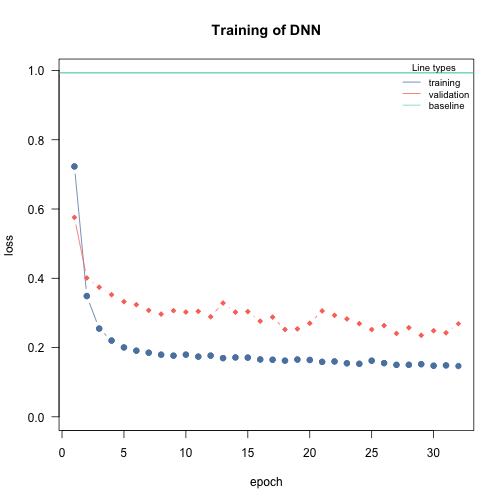 Training of DNN
Line types
training
validation
baseline
loss
1.0
0.8
0.6
0.4
0.2
0.0
0 5 10 15 20 25 30
epoch